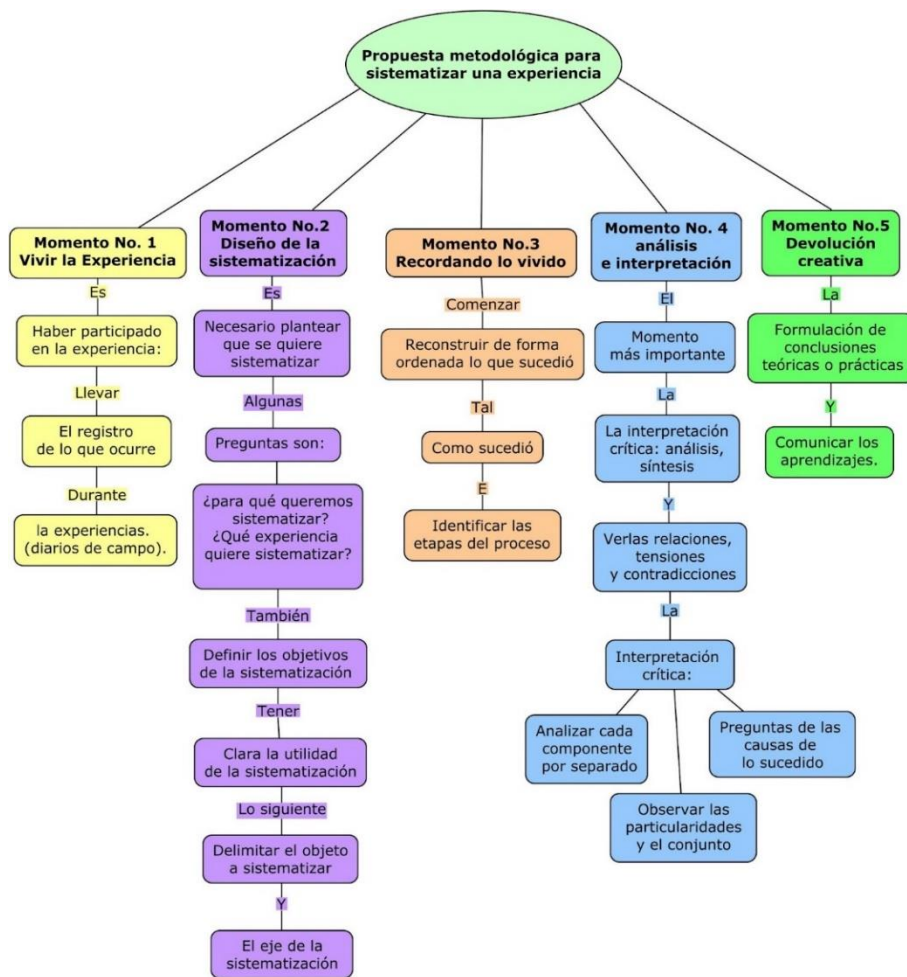 Propuesta metodológica para
sistematizar una experiencia
Momento No. 1
Vivir la Experiencia
Es
Haber participado
en la experiencia:
Llevar
El registro
de lo que ocurre
Durante
la experiencias.
(diarios de campo).
Momento No.2
Diseño de la
sistematización
Es
Necesario plantear
que se quiere
sistematizar
Algunas
Preguntas son:
¿para qué queremos
sistematizar?
¿Qué experiencia
quiere sistematizar?
También
Definir los objetivos
de la sistematización
Tener
Clara la utilidad
de la sistematización
Lo siguiente
Delimitar el objeto
a sistematizar
Y
El eje de la
sistematización
Momento No.3
Recordando lo vivido
Comenzar
Reconstruir de forma
ordenada lo que sucedió
Tal
Como sucedió
E
Identificar las
etapas del proceso
Momento No. 4
análisis
e interpretación
El
Momento
más importante
La
La interpretación
crítica: análisis,
síntesis
Y
Verlas relaciones,
tensiones
y contradicciones
La
Interpretación
crítica:
Analizar cada
componente
por separado
Observar las
particularidades
y el conjunto
Preguntas de las
causas de
lo sucedido
Momento No.5
Devolución
creativa
La
Formulación de
conclusiones
teóricas o prácticas
Y
Comunicar los
aprendizajes.